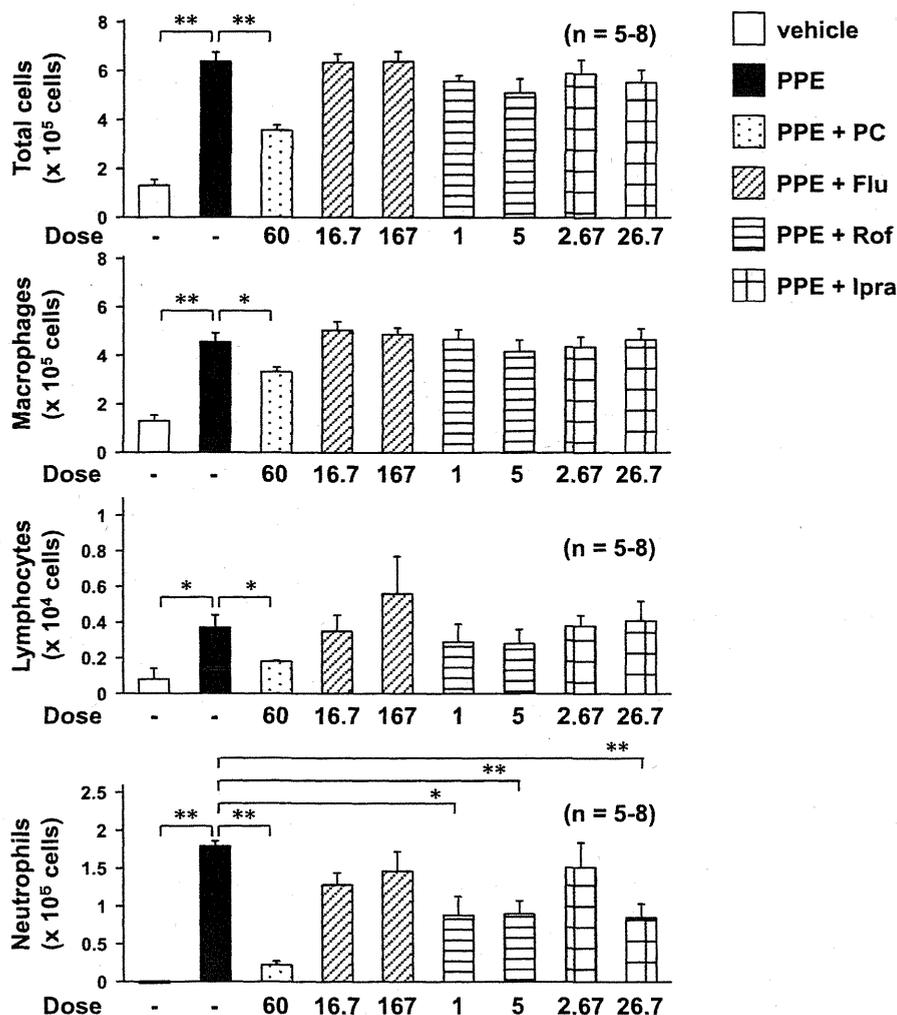 8
6
4
2
0
Total cells
(x 10⁵ cells)
** **
(n = 5-8)
Dose - - 60 16.7 167 1 5 2.67 26.7
vehicle
PPE
PPE + PC
PPE + Flu
PPE + Rof
PPE + Ipra
8
6
4
2
0
Macrophages
(x 10⁵ cells)
** *
Dose - - 60 16.7 167 1 5 2.67 26.7
1
0.8
0.6
0.4
0.2
0
Lymphocytes
(x 10⁴ cells)
* *
(n = 5-8)
Dose - - 60 16.7 167 1 5 2.67 26.7
**
**
*
2.5
2
1.5
1
0.5
0
Neutrophils
(x 10⁵ cells)
** **
(n = 5-8)
Dose - - 60 16.7 167 1 5 2.67 26.7